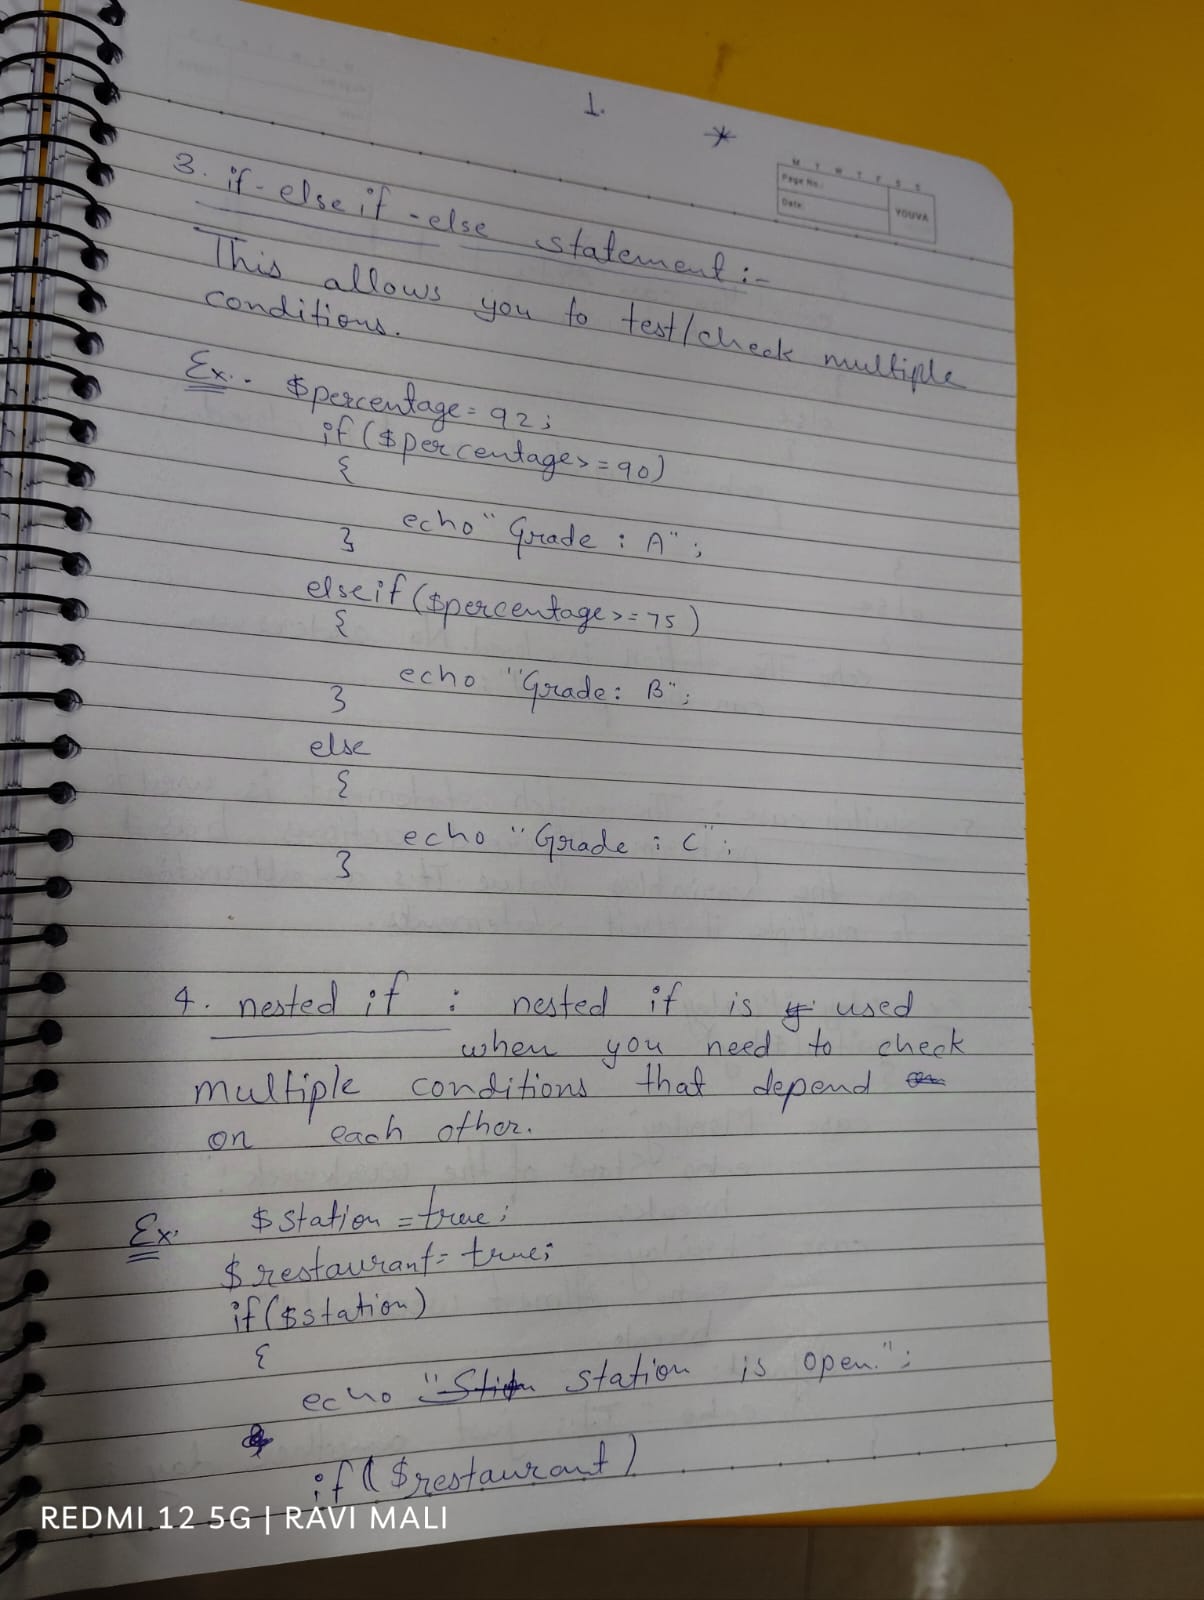 1.
*
M T W T F S S
Page No.:
Date:
YOUVA
3. if-elseif-else statement :-
This allows you to test/check multiple
conditions.
Ex.. $percentage = 92;
if ($percentage >= 90)
{
echo "Grade : A" ;
}
elseif ($percentage >= 75)
{
echo "Grade: B";
}
else
{
echo "Grade : C" ;
}
4. nested if : nested if is used
when you need to check
multiple conditions that depend
on each other.
Ex. $station = true;
$restaurant = true;
if($station)
{
echo " station is open.";
if ($restaurant)
REDMI 12 5G | RAVI MALI